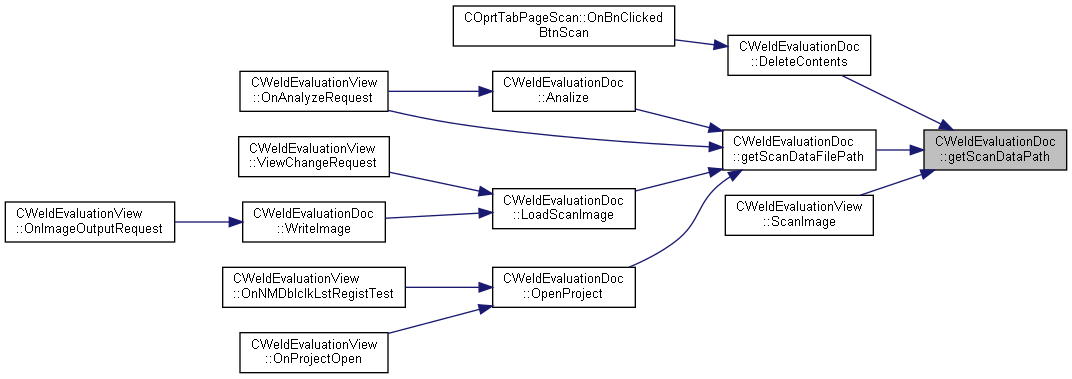 COprtTabPageScan::OnBnClicked
BtnScan
CWeldEvaluationDoc
::DeleteContents
CWeldEvaluationView
::OnAnalyzeRequest
CWeldEvaluationDoc
::Analize
CWeldEvaluationDoc
::getScanDataFilePath
CWeldEvaluationDoc
::getScanDataPath
CWeldEvaluationView
::ViewChangeRequest
CWeldEvaluationView
::OnImageOutputRequest
CWeldEvaluationDoc
::WriteImage
CWeldEvaluationDoc
::LoadScanImage
CWeldEvaluationView
::ScanImage
CWeldEvaluationView
::OnNMDblclkLstRegistTest
CWeldEvaluationDoc
::OpenProject
CWeldEvaluationView
::OnProjectOpen